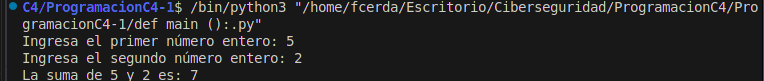 C4/ProgramacionC4-1$ /bin/python3 "/home/fcerda/Escritorio/Ciberseguridad/ProgramacionC4/Pro
gramacionC4-1/def main ():.py"
Ingresa el primer número entero: 5
Ingresa el segundo número entero: 2
La suma de 5 y 2 es: 7